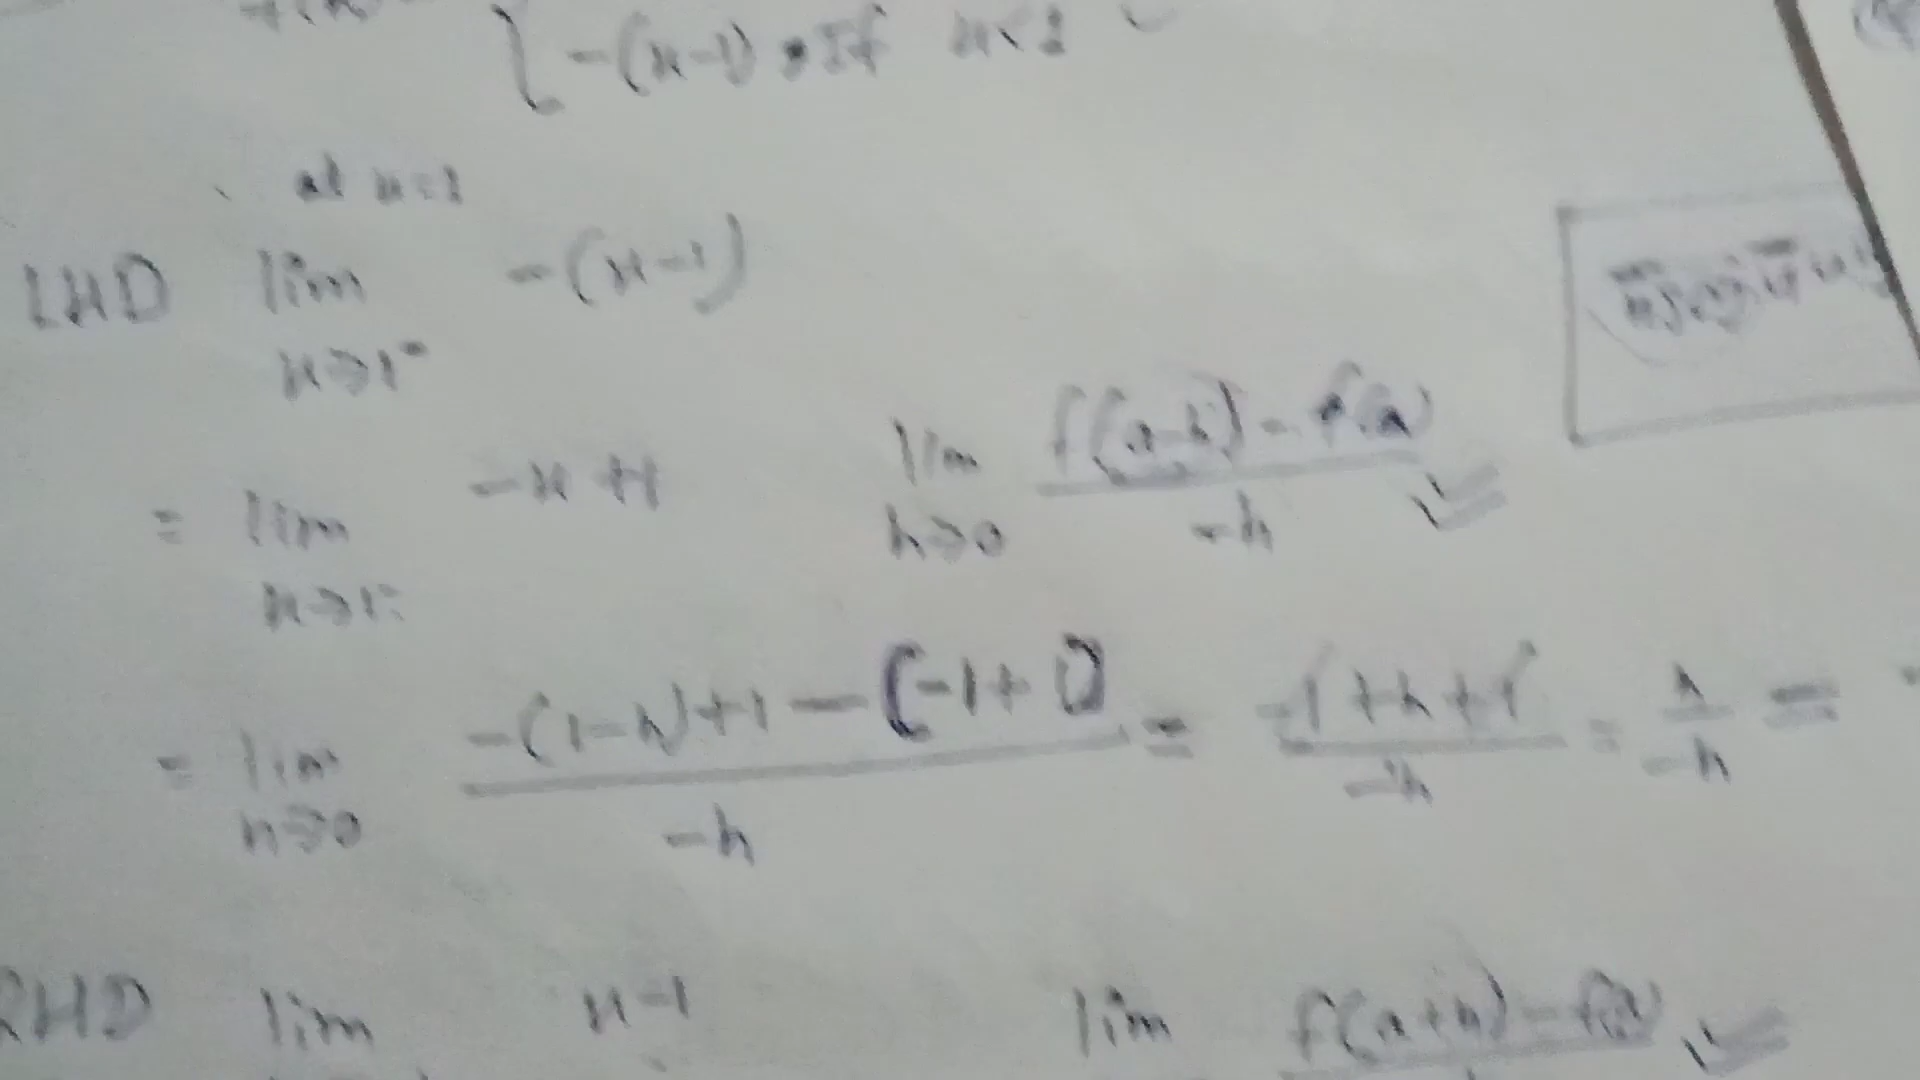 -(x-1), If x<1
at x=1
LHD lim -(x-1)
x→1⁻
= lim -x+1 lim f(a-h)-f(a)
x→1⁻ h→0 -h
= lim -(1-h)+1-(-1+1) = -1+h+1 = h =
h→0 -h -h -h
RHD lim x-1 lim f(a+h)-f(a)